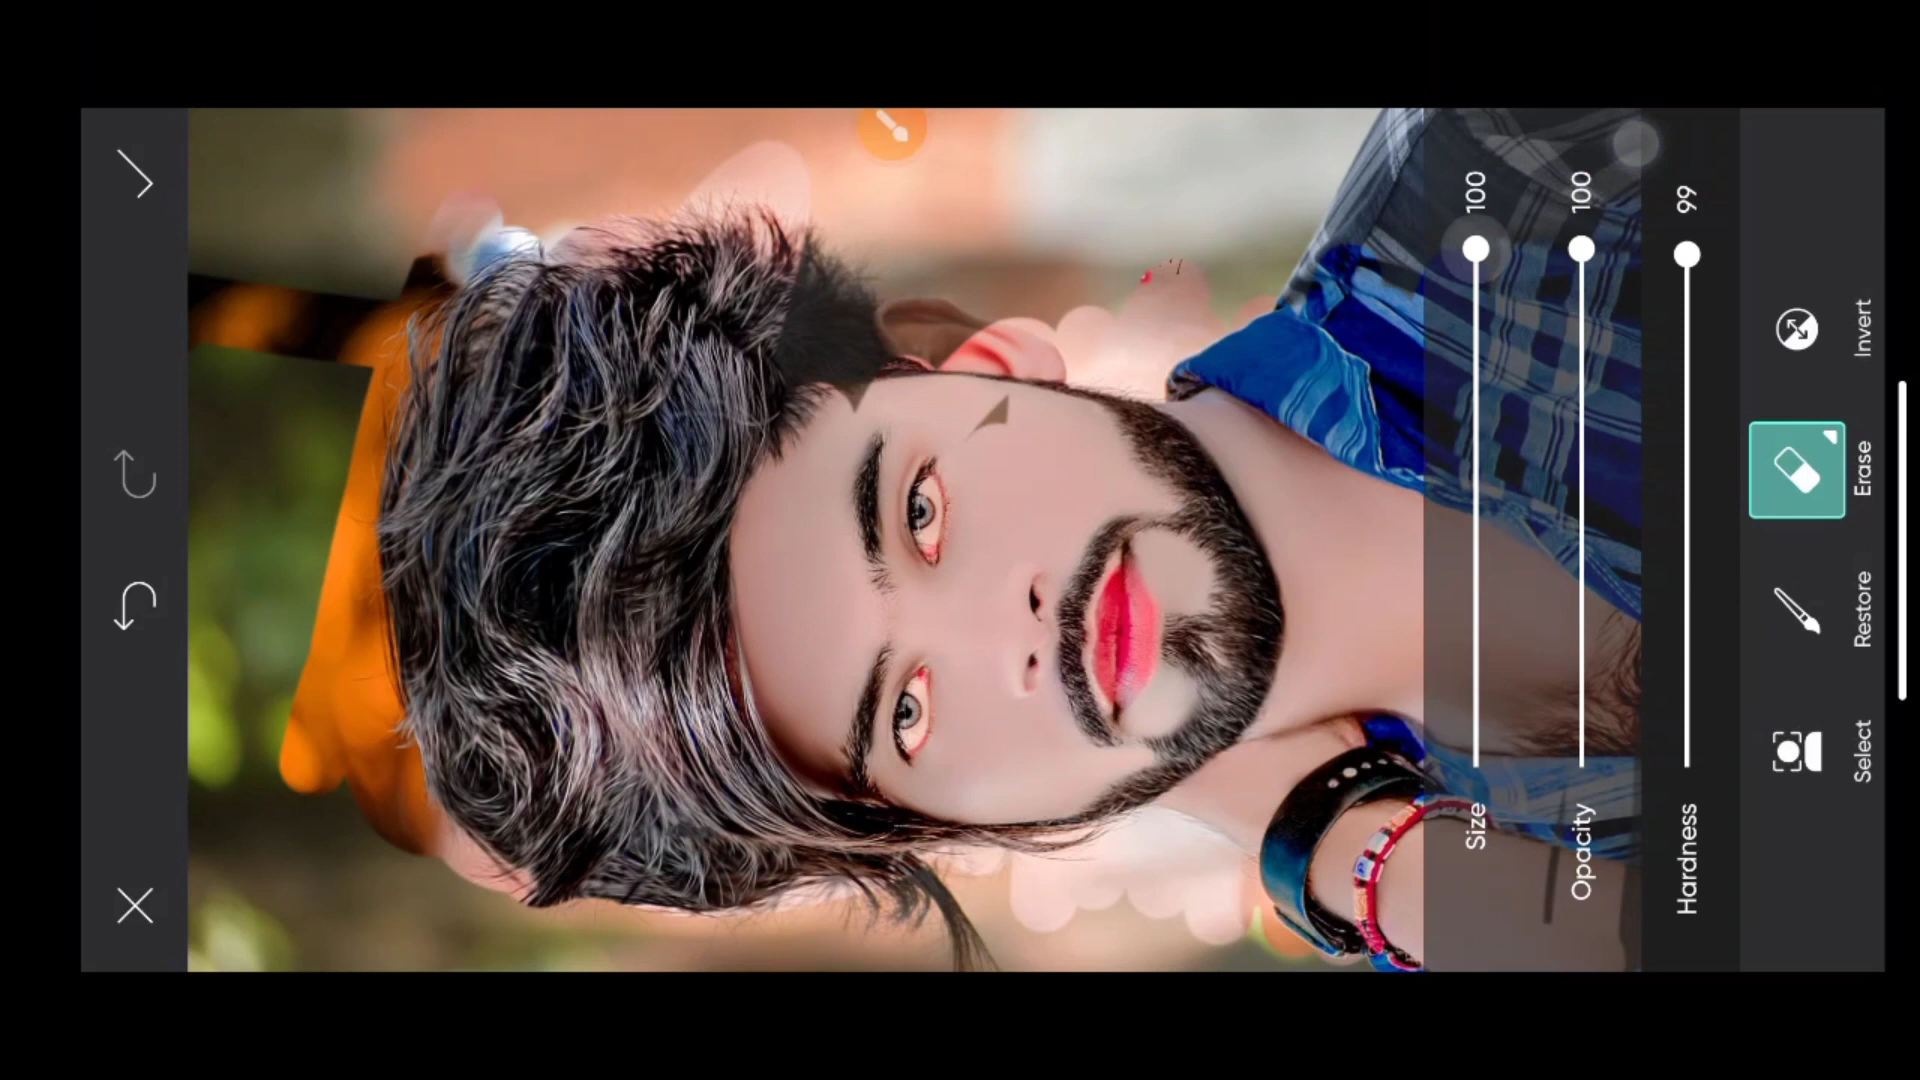 Size 100
Opacity 100
Hardness 99
Select
Restore
Erase
Invert